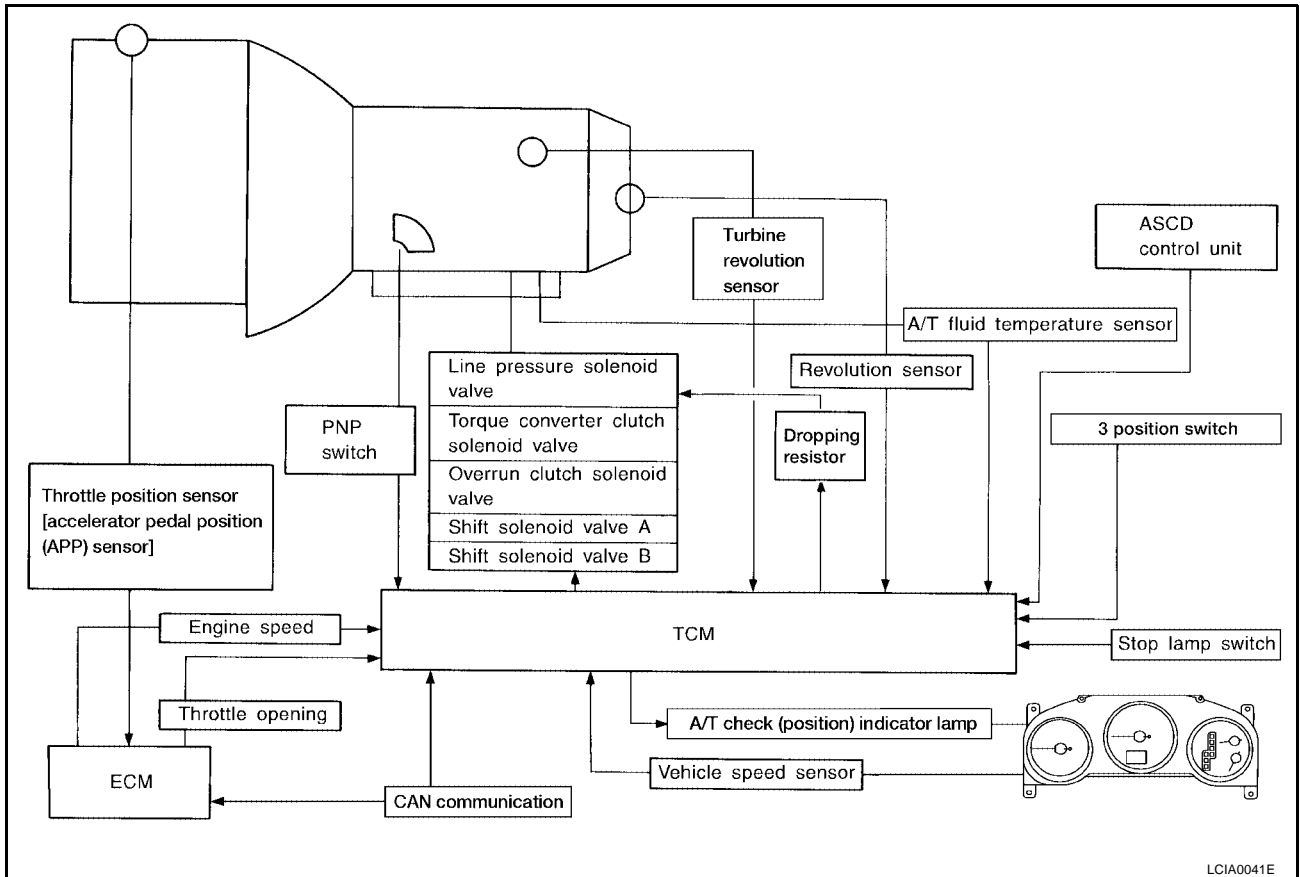 Turbine
revolution
sensor
ASCD
control unit
A/T fluid temperature sensor
Line pressure solenoid
valve
Torque converter clutch
solenoid valve
Overrun clutch solenoid
valve
Shift solenoid valve A
Shift solenoid valve B
Revolution sensor
PNP
switch
Dropping
resistor
3 position switch
Throttle position sensor
[accelerator pedal position
(APP) sensor]
Engine speed
TCM
Stop lamp switch
Throttle opening
A/T check (position) indicator lamp
ECM
Vehicle speed sensor
CAN communication
LCIA0041E